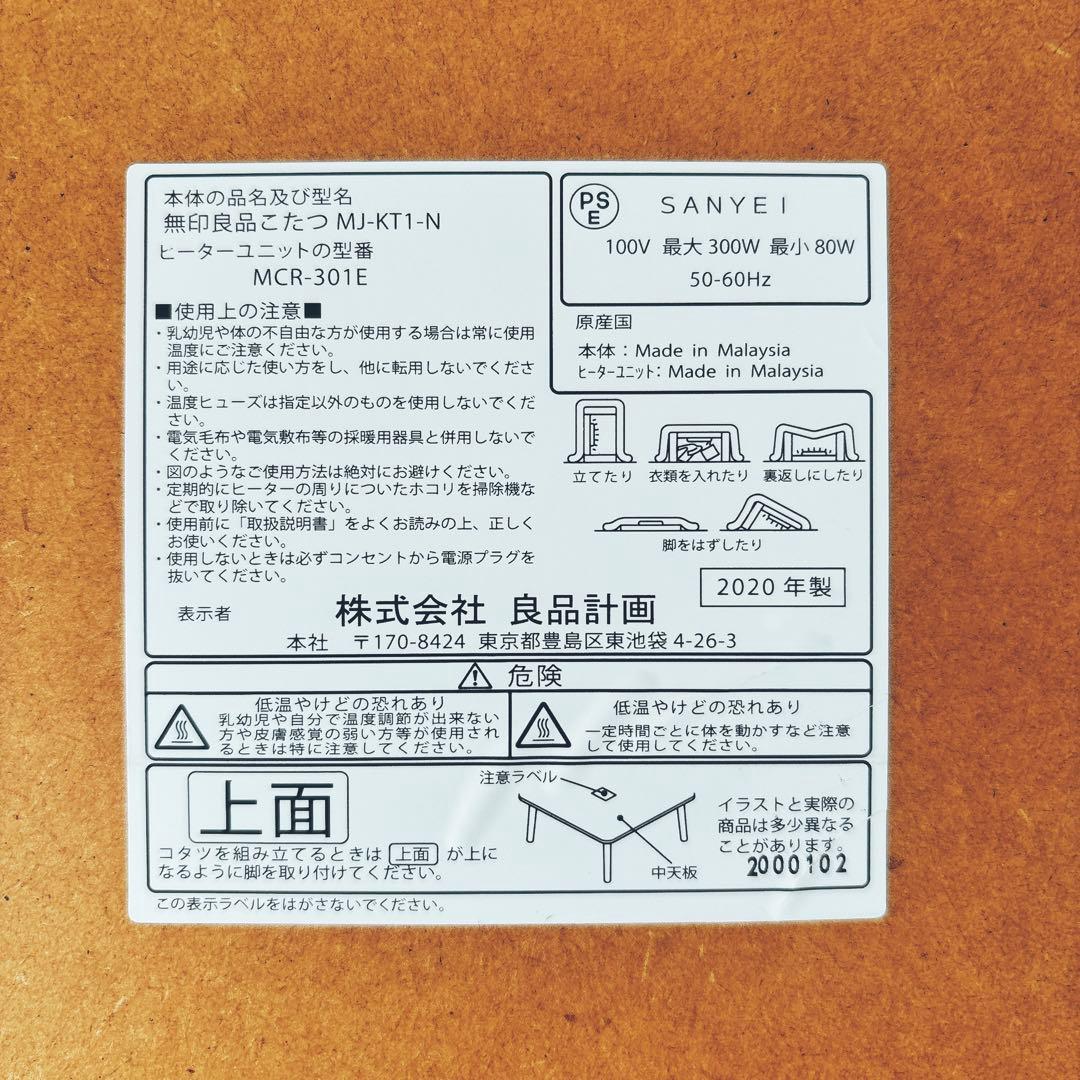 本体の品名及び型名
無印良品こたつ MJ-KT1-N
ヒーターユニットの型番
MCR-301E
■使用上の注意■
・乳幼児や体の不自由な方が使用する場合は常に使用
温度にご注意ください。
・用途に応じた使い方をし、他に転用しないでくださ
い。
・温度ヒューズは指定以外のものを使用しないでくだ
さい。
・電気毛布や電気敷布等の採暖用器具と併用しないで
ください。
・図のようなご使用方法は絶対にお避けください。
・定期的にヒーターの周りについたホコリを掃除機な
どで取り除いてください。
・使用前に「取扱説明書」をよくお読みの上、正しく
お使いください。
・使用しないときは必ずコンセントから電源プラグを
抜いてください。
PS
E
SANYEI
100V 最大 300W 最小 80W
50-60Hz
原産国
本体：Made in Malaysia
ﾋｰﾀｰﾕﾆｯﾄ：Made in Malaysia
立てたり
衣類を入れたり
裏返しにしたり
脚をはずしたり
2020 年製
表示者
株式会社 良品計画
本社 〒170-8424 東京都豊島区東池袋 4-26-3
危険
低温やけどの恐れあり
乳幼児や自分で温度調節が出来ない
方や皮膚感覚の弱い方等が使用され
るときは特に注意してください。
低温やけどの恐れあり
一定時間ごとに体を動かすなど注意
して使用してください。
上面
コタツを組み立てるときは 上面 が上に
なるように脚を取り付けてください。
注意ラベル
中天板
イラストと実際の
商品は多少異なる
ことがあります。
2000102
この表示ラベルをはがさないでください。